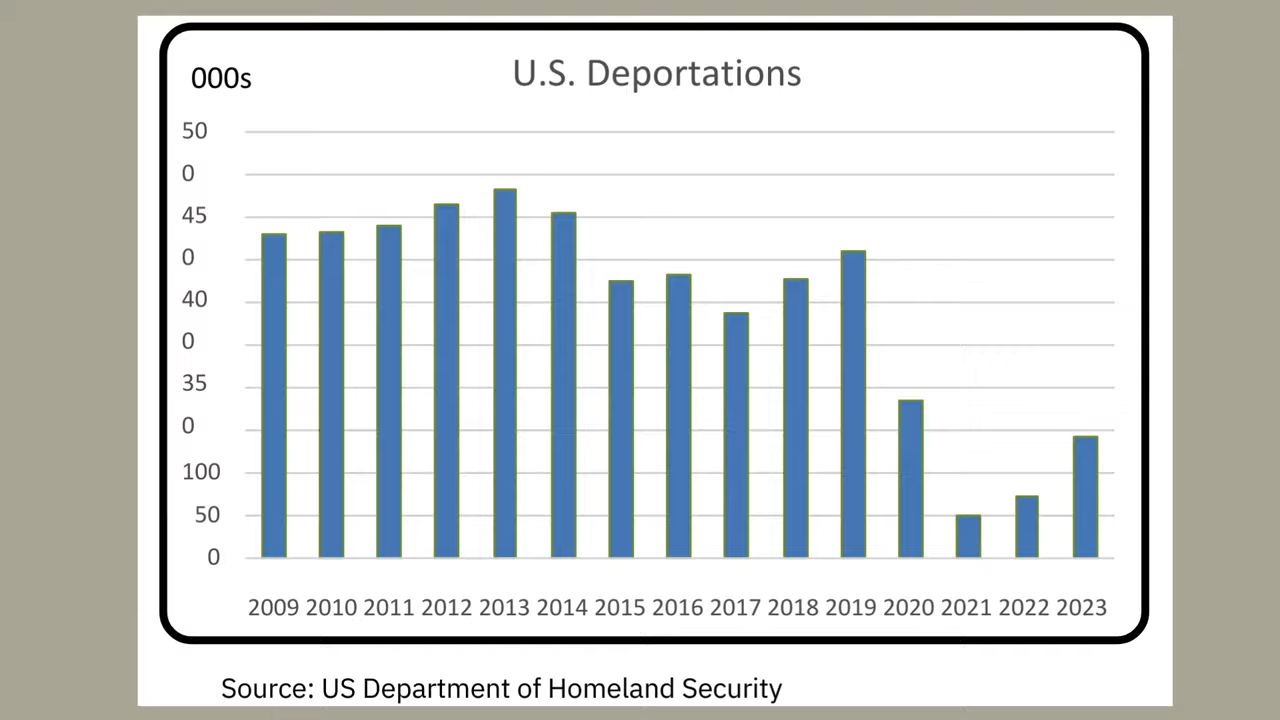 000s
U.S. Deportations
50
0
45
0
40
0
35
0
100
50
0
2009 2010 2011 2012 2013 2014 2015 2016 2017 2018 2019 2020 2021 2022 2023
Source: US Department of Homeland Security